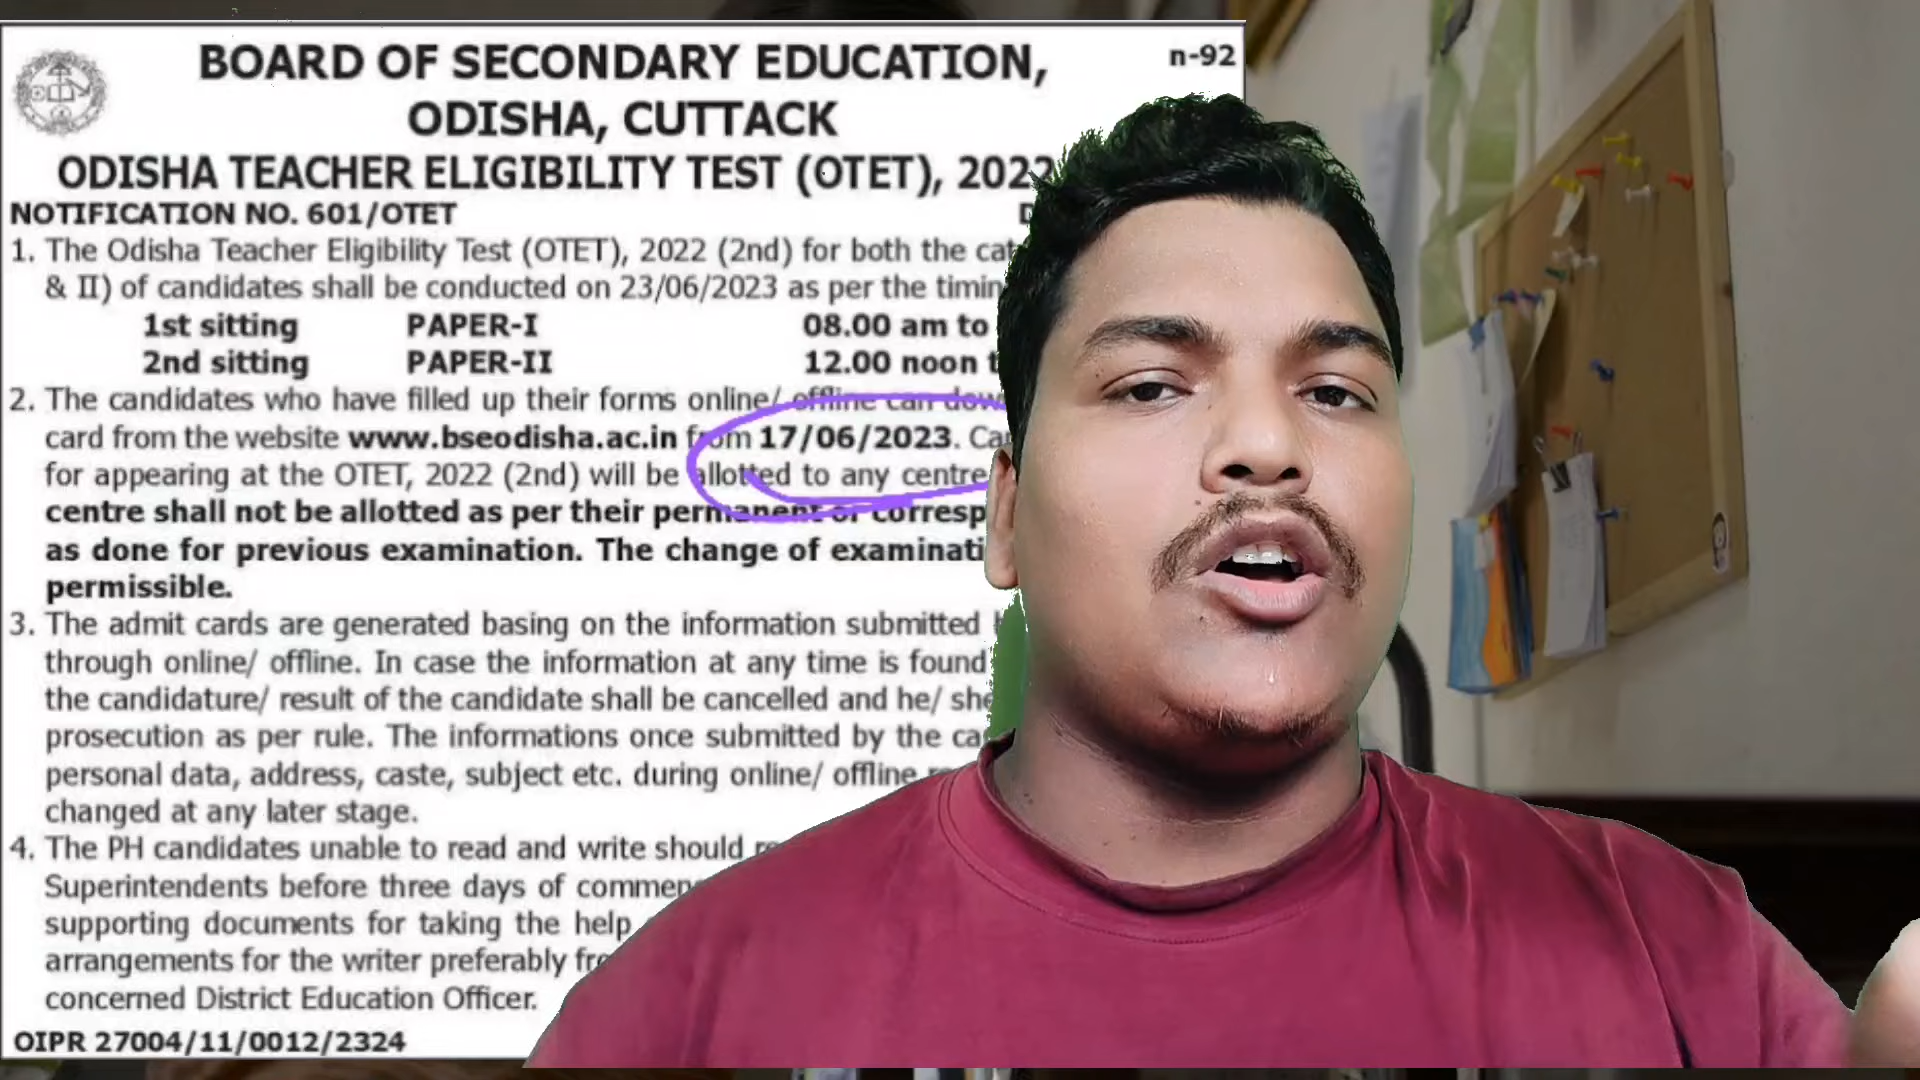 BOARD OF SECONDARY EDUCATION,
n-92
ODISHA, CUTTACK
ODISHA TEACHER ELIGIBILITY TEST (OTET), 2022
NOTIFICATION NO. 601/OTET
1. The Odisha Teacher Eligibility Test (OTET), 2022 (2nd) for both the
& II) of candidates shall be conducted on 23/06/2023 as per the
1st sitting PAPER-I 08.00 am to
2nd sitting PAPER-II 12.00 noon
2. The candidates who have filled up their forms online/ offline can
card from the website www.bseodisha.ac.in from 17/06/2023.
for appearing at the OTET, 2022 (2nd) will be allotted to any centre
centre shall not be allotted as per their permanent or
as done for previous examination. The change of
permissible.
3. The admit cards are generated basing on the information submitted
through online/ offline. In case the information at any time is found
the candidature/ result of the candidate shall be cancelled and he/ she
prosecution as per rule. The informations once submitted by the
personal data, address, caste, subject etc. during online/ offline
changed at any later stage.
4. The PH candidates unable to read and write should
Superintendents before three days of
supporting documents for taking the help
arrangements for the writer preferably
concerned District Education Officer.
OIPR 27004/11/0012/2324